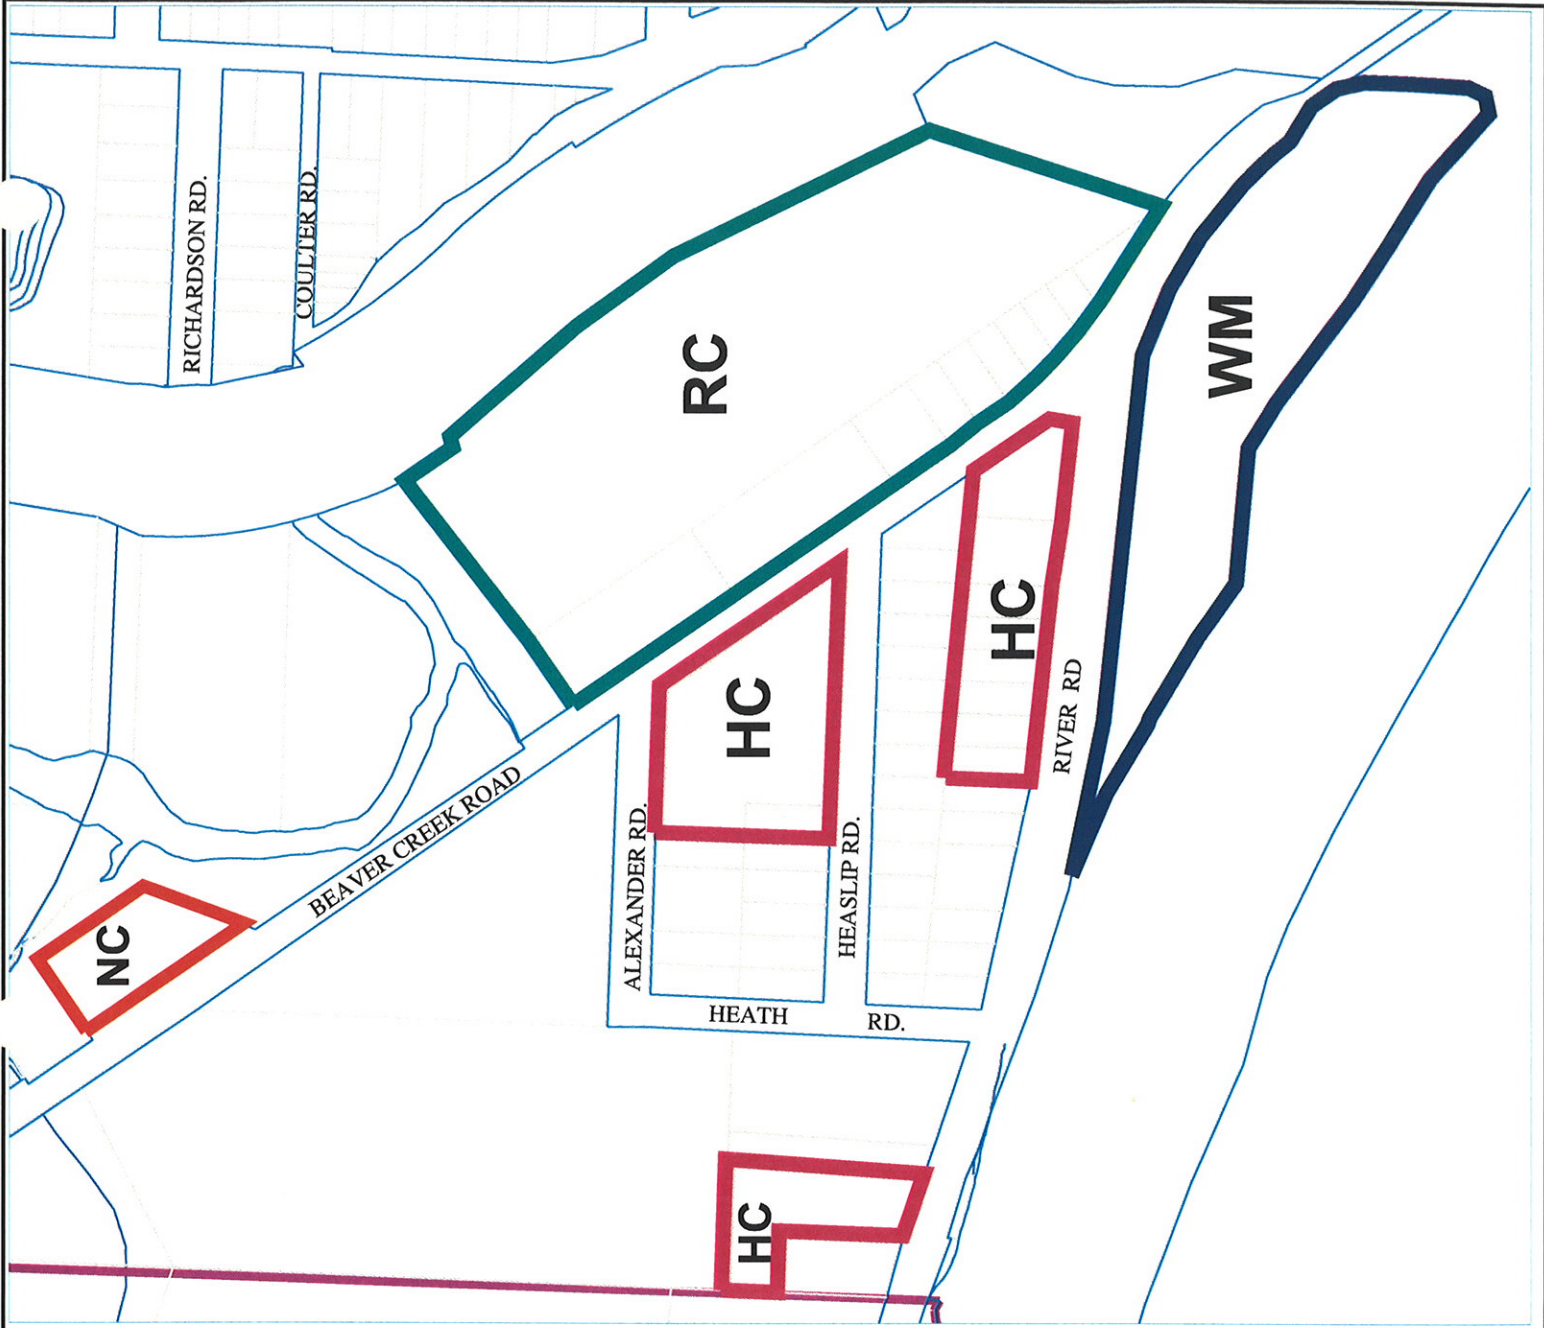 RICHARDSON RD.
COULTER RD.
RC
WM
HC
HC
RIVER RD
BEAVER CREEK ROAD
ALEXANDER RD.
HEASLIP RD.
NC
HEATH RD.
HC